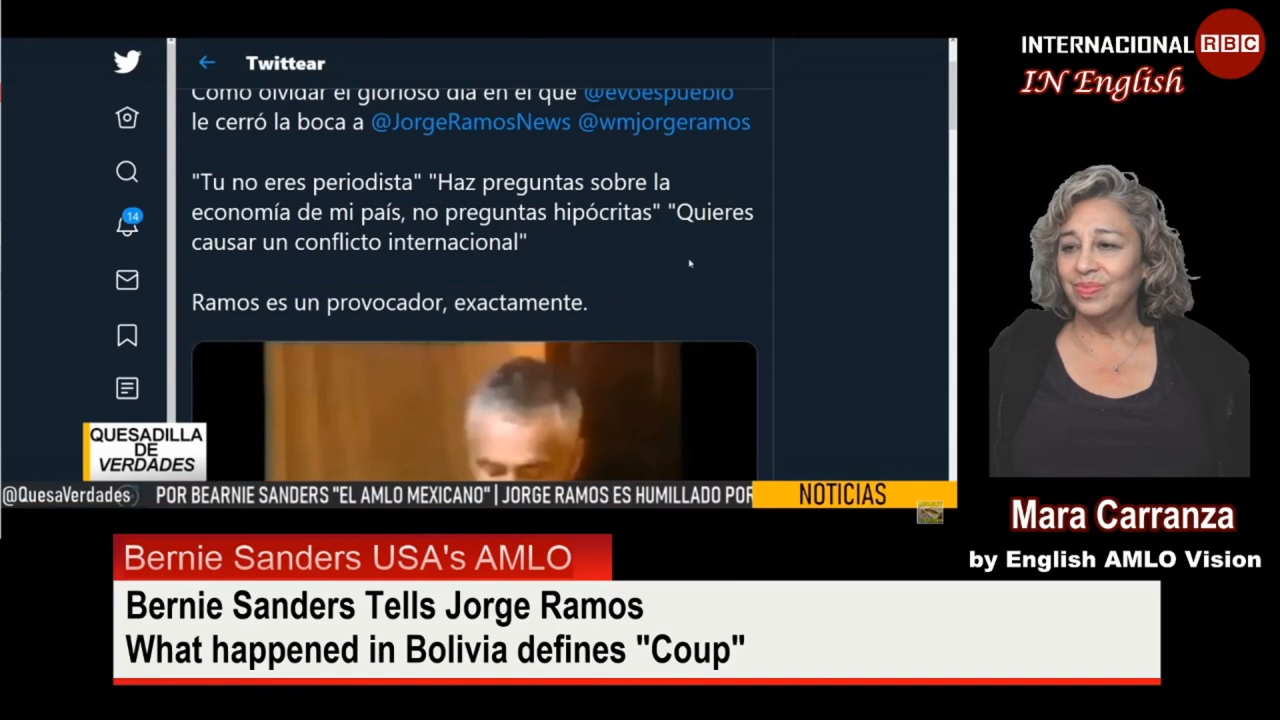 INTERNACIONAL RBC
IN English
Twittear
Como olvidar el glorioso día en el que @evoespueblo
le cerró la boca a @JorgeRamosNews @wmjorgeramos
"Tu no eres periodista" "Haz preguntas sobre la
economía de mi país, no preguntas hipócritas" "Quieres
causar un conflicto internacional"
Ramos es un provocador, exactamente.
14
QUESADILLA
DE
VERDADES
@QuesaVerdades
POR BEARNIE SANDERS "EL AMLO MEXICANO" | JORGE RAMOS ES HUMILLADO POR
NOTICIAS
Mara Carranza
by English AMLO Vision
Bernie Sanders USA's AMLO
Bernie Sanders Tells Jorge Ramos
What happened in Bolivia defines "Coup"